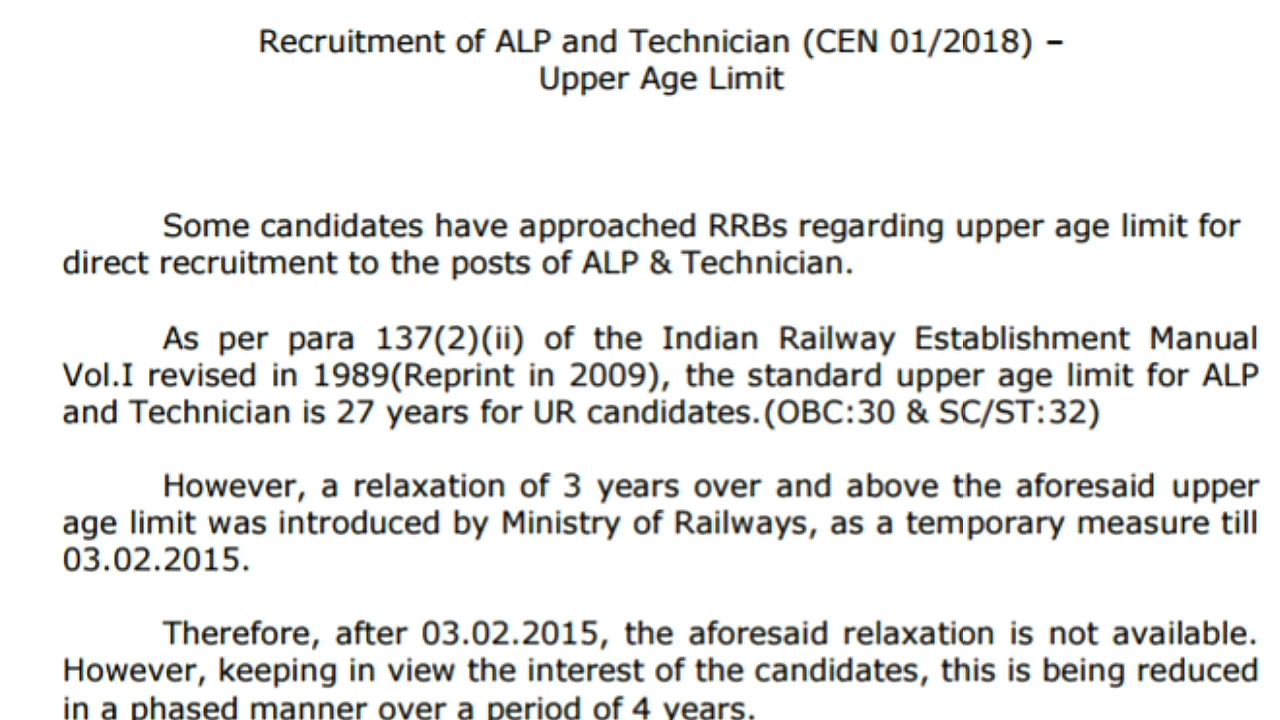 Recruitment of ALP and Technician (CEN 01/2018) –
Upper Age Limit
Some candidates have approached RRBs regarding upper age limit for
direct recruitment to the posts of ALP & Technician.
As per para 137(2)(ii) of the Indian Railway Establishment Manual
Vol.I revised in 1989(Reprint in 2009), the standard upper age limit for ALP
and Technician is 27 years for UR candidates.(OBC:30 & SC/ST:32)
However, a relaxation of 3 years over and above the aforesaid upper
age limit was introduced by Ministry of Railways, as a temporary measure till
03.02.2015.
Therefore, after 03.02.2015, the aforesaid relaxation is not available.
However, keeping in view the interest of the candidates, this is being reduced
in a phased manner over a period of 4 years.